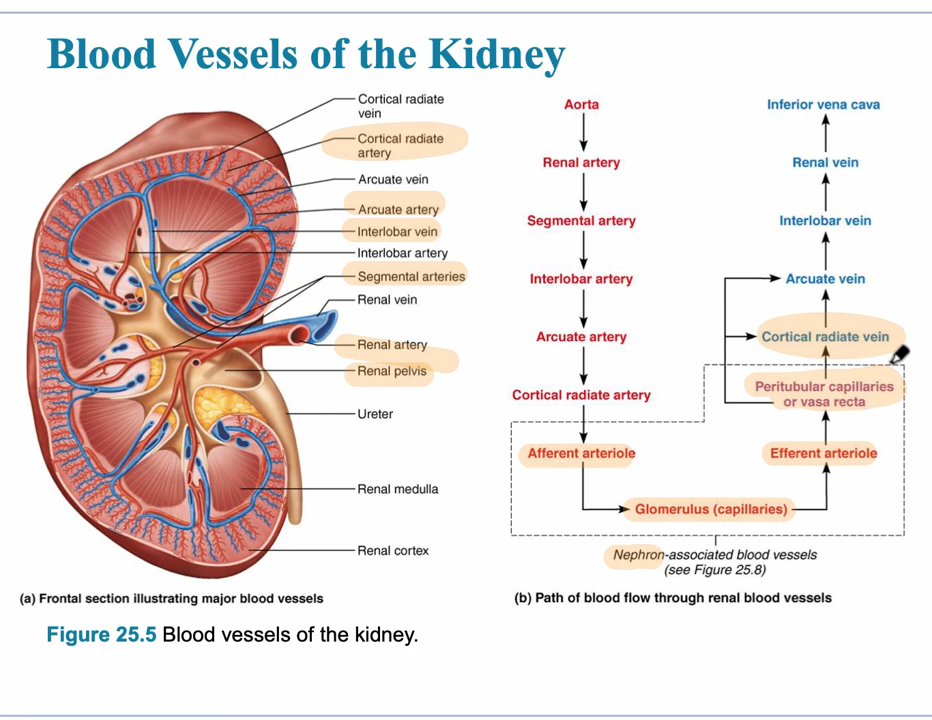 Blood Vessels of the Kidney
Cortical radiate
vein
Cortical radiate
artery
Arcuate vein
Arcuate artery
Interlobar vein
Interlobar artery
Segmental arteries
Renal vein
Renal artery
Renal pelvis
Ureter
Renal medulla
Renal cortex
(a) Frontal section illustrating major blood vessels
Aorta
Renal artery
Segmental artery
Interlobar artery
Arcuate artery
Cortical radiate artery
Afferent arteriole
Glomerulus (capillaries)
Efferent arteriole
Peritubular capillaries
or vasa recta
Cortical radiate vein
Arcuate vein
Interlobar vein
Renal vein
Inferior vena cava
Nephron-associated blood vessels
(see Figure 25.8)
(b) Path of blood flow through renal blood vessels
Figure 25.5 Blood vessels of the kidney.